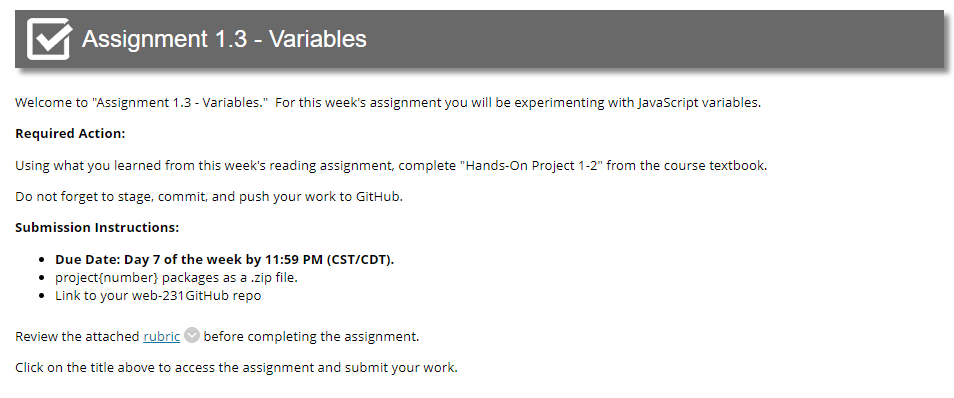 Assignment 1.3 - Variables
Welcome to "Assignment 1.3 - Variables."  For this week's assignment you will be experimenting with JavaScript variables.
Required Action:
Using what you learned from this week's reading assignment, complete "Hands-On Project 1-2" from the course textbook.
Do not forget to stage, commit, and push your work to GitHub.
Submission Instructions:
• Due Date: Day 7 of the week by 11:59 PM (CST/CDT).
• project{number} packages as a .zip file.
• Link to your web-231GitHub repo
Review the attached rubric before completing the assignment.
Click on the title above to access the assignment and submit your work.